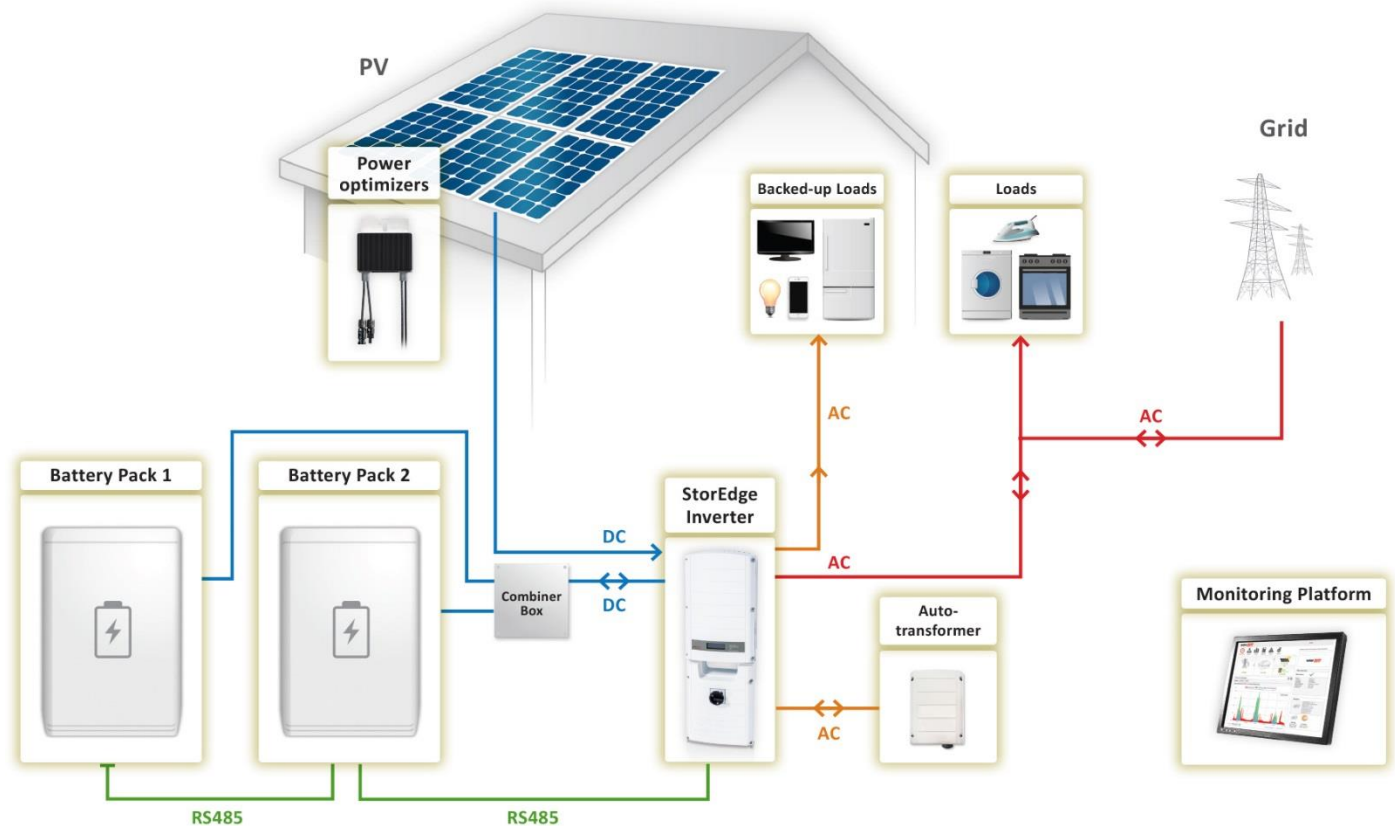 PV
Grid
Power
optimizers
Backed-up Loads
Loads
AC
AC
Battery Pack 1
Battery Pack 2
StorEdge
Inverter
DC
AC
DC
Combiner
Box
Auto-
transformer
Monitoring Platform
AC
RS485
RS485